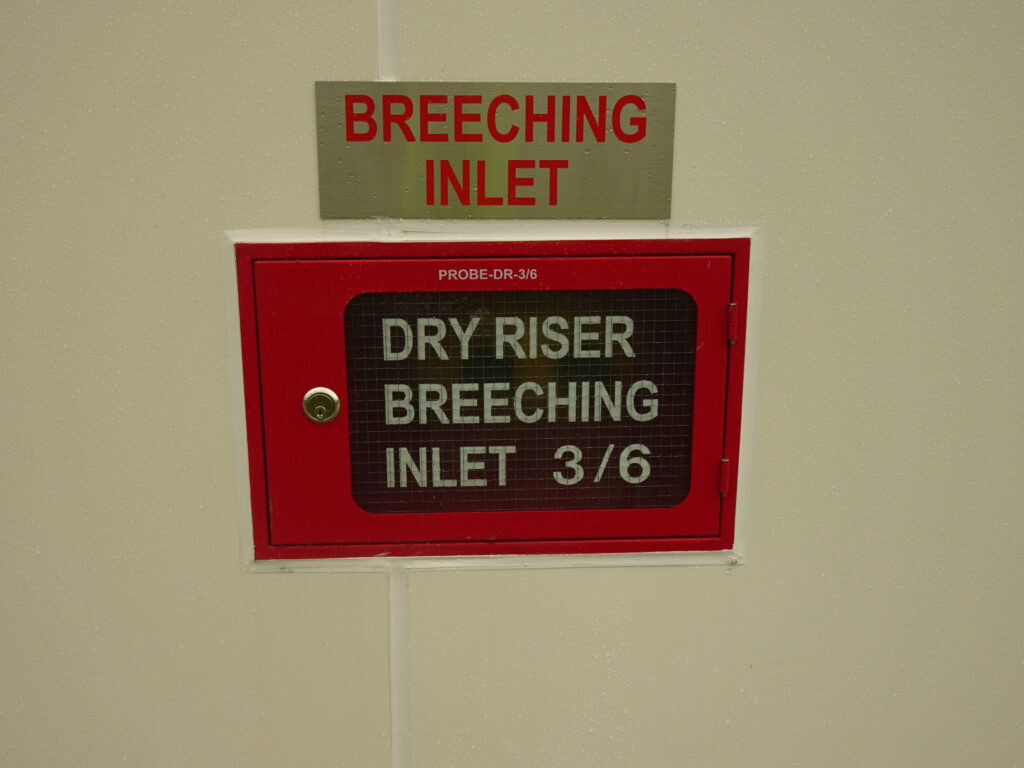 BREECHING
INLET
PROBE-DR-3/6
DRY RISER
BREECHING
INLET 3/6